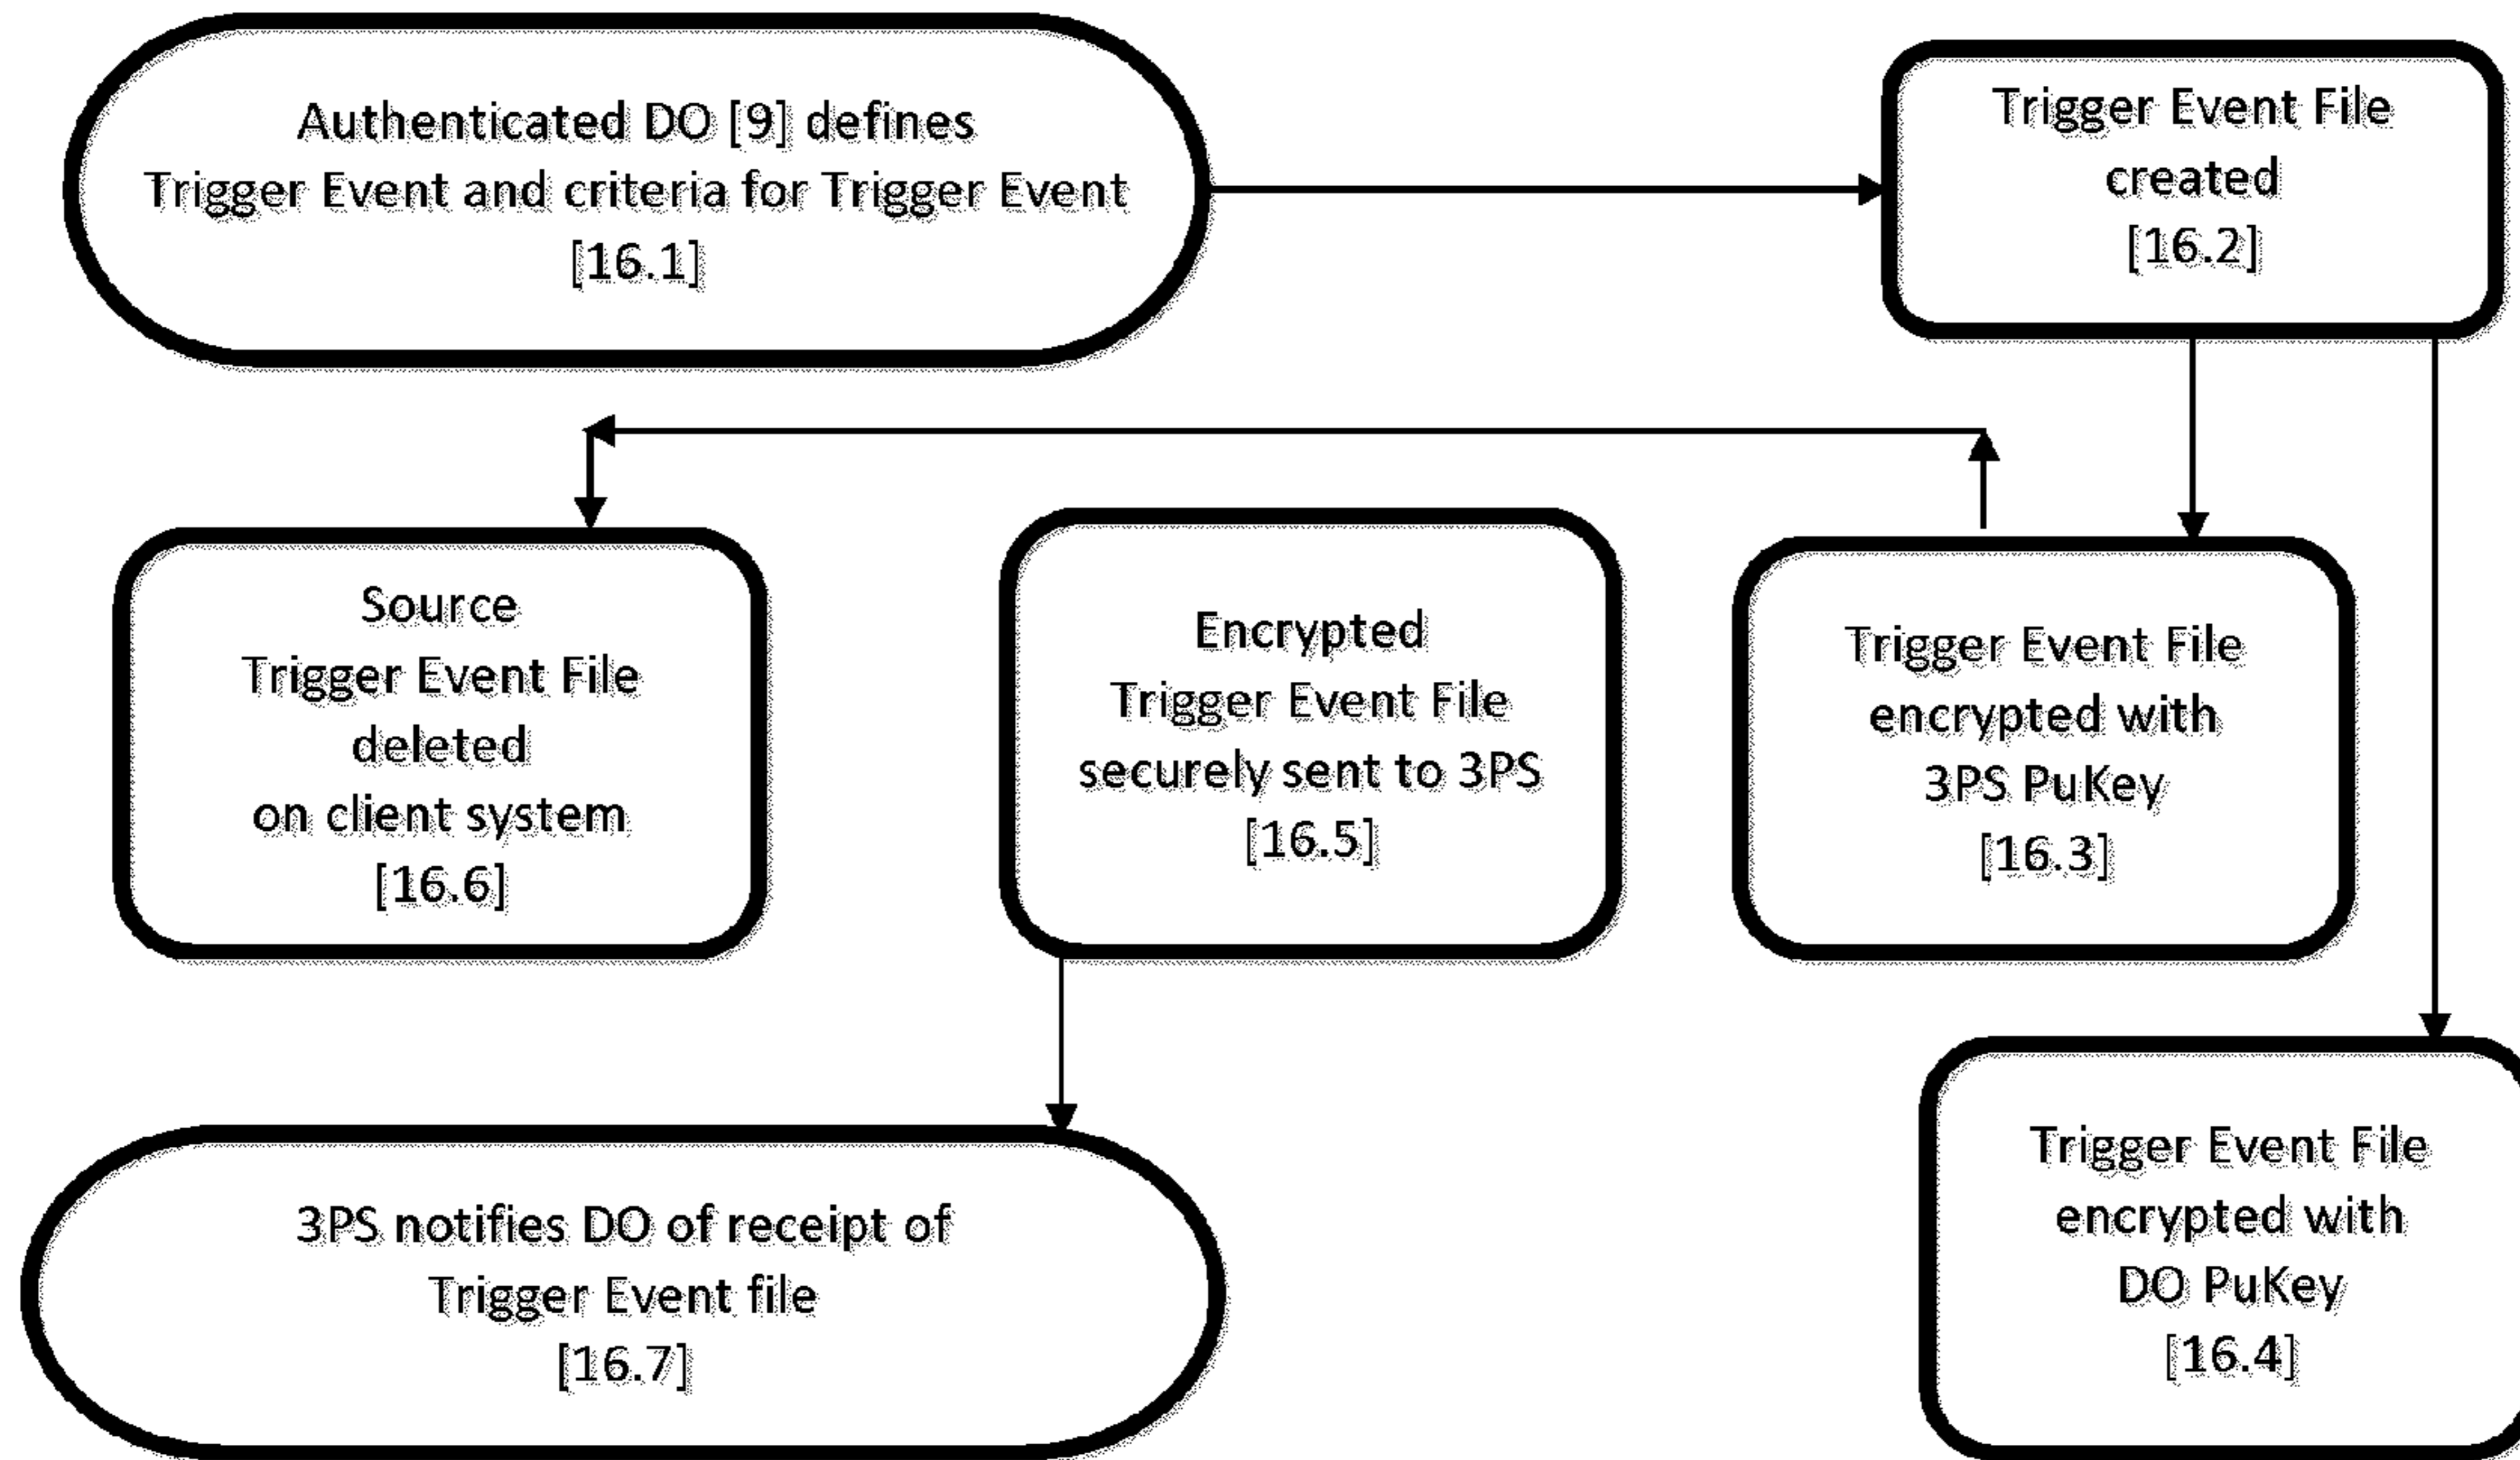 Authenticated DO [9] defines
Trigger Event and criteria for Trigger Event
[16.1]
Trigger Event File
created
[16.2]
Source
Trigger Event File
deleted
on client system
[16.6]
Encrypted
Trigger Event File
securely sent to 3PS
[16.5]
Trigger Event File
encrypted with
3PS PuKey
[16.3]
3PS notifies DO of receipt of
Trigger Event file
[16.7]
Trigger Event File
encrypted with
DO PuKey
[16.4]